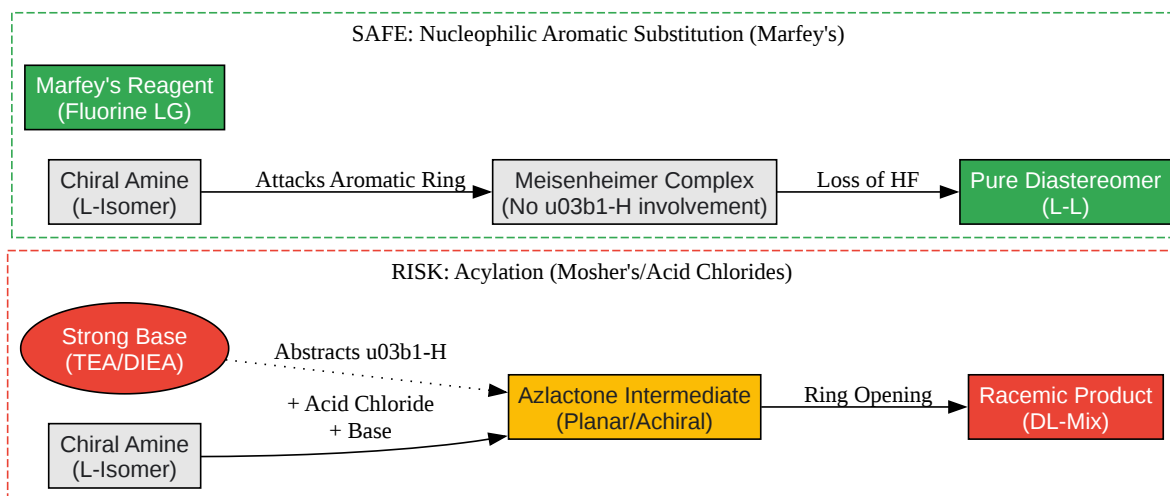 SAFE: Nucleophilic Aromatic Substitution (Marfey's)
Marfey's Reagent
(Fluorine LG)
Chiral Amine
(L-Isomer)
Attacks Aromatic Ring
Meisenheimer Complex
(No u03b1-H involvement)
Loss of HF
Pure Diastereomer
(L-L)
RISK: Acylation (Mosher's/Acid Chlorides)
Strong Base
(TEA/DIEA)
Abstracts u03b1-H
+ Acid Chloride
+ Base
Chiral Amine
(L-Isomer)
Azlactone Intermediate
(Planar/Achiral)
Ring Opening
Racemic Product
(DL-Mix)